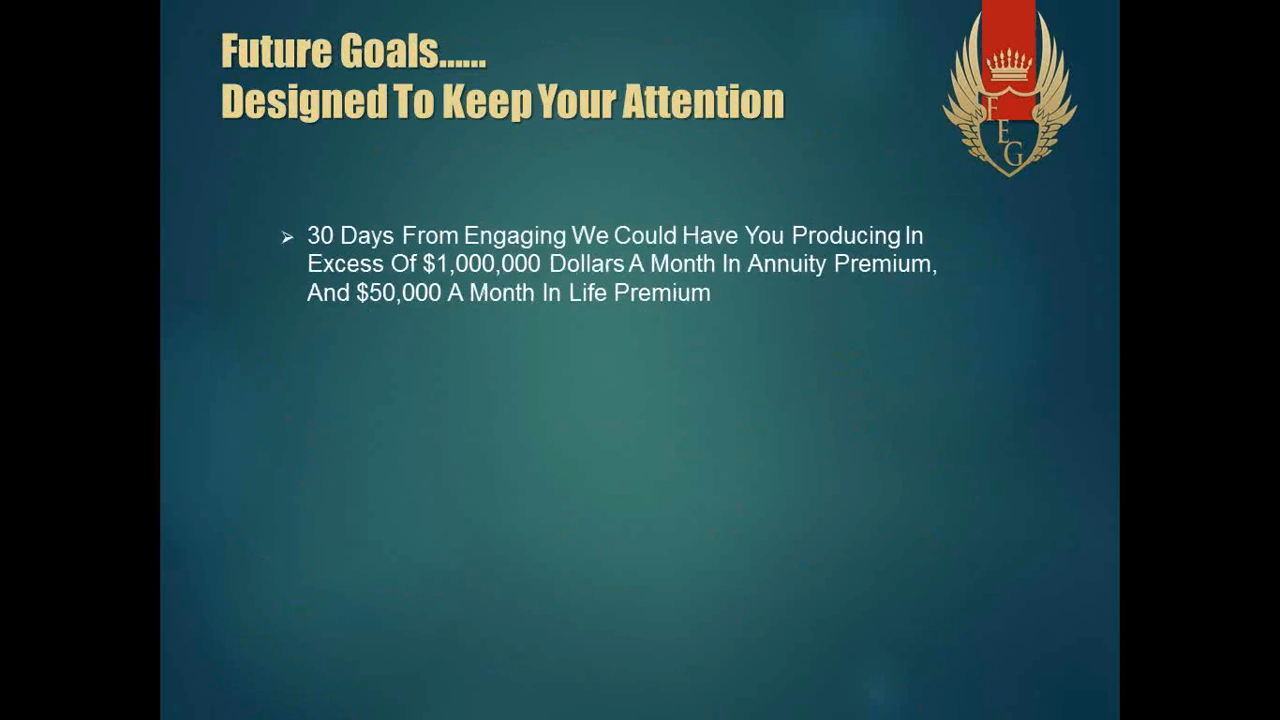 Future Goals......
Designed To Keep Your Attention
F
E
G
➢ 30 Days From Engaging We Could Have You Producing In
Excess Of $1,000,000 Dollars A Month In Annuity Premium,
And $50,000 A Month In Life Premium